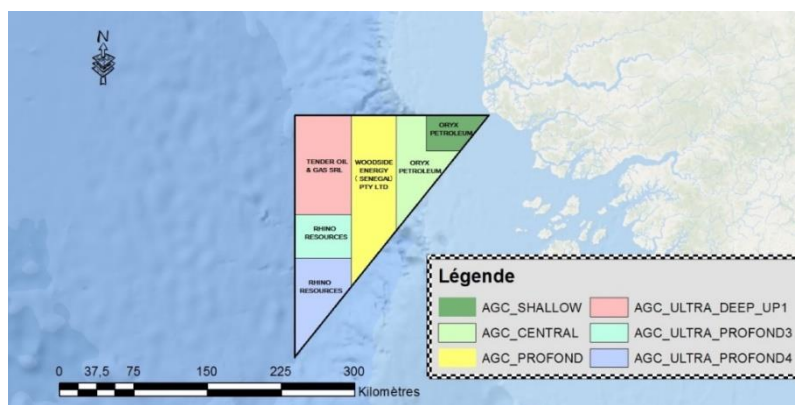 N
ORYX
PETROLEUM
TENDER OIL
& GAS SRL
WOODSIDE
ENERGY
( SENEGAL)
PTY LTD
ORYX
PETROLEUM
RHINO
RESOURCES
RHINO
RESOURCES
Légende
AGC_SHALLOW
AGC_ULTRA_DEEP_UP1
AGC_CENTRAL
AGC_ULTRA_PROFOND3
AGC_PROFOND
AGC_ULTRA_PROFOND4
0 37,5 75 150 225 300
Kilomètres